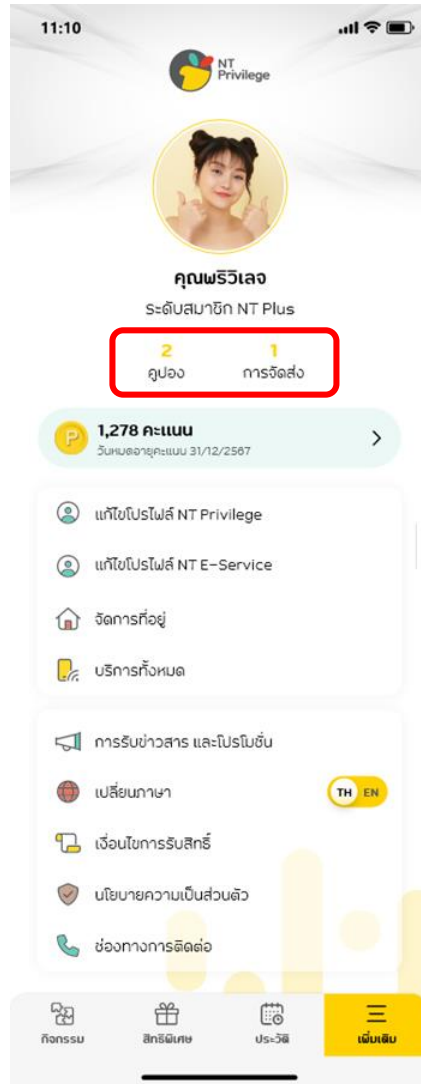 11:10
NT
Privilege
คุณพริวิเลจ
ระดับสมาชิก NT Plus
2 1
คูปอง การจัดส่ง
P 1,278 คะแนน
วันหมดอายุคะแนน 31/12/2567
แก้ไขโปรไฟล์ NT Privilege
แก้ไขโปรไฟล์ NT E-Service
จัดการที่อยู่
บริการทั้งหมด
การรับข่าวสาร และโปรโมชั่น
เปลี่ยนภาษา TH EN
เงื่อนไขการรับสิทธิ์
นโยบายความเป็นส่วนตัว
ช่องทางการติดต่อ
กิจกรรม สิทธิพิเศษ ประวัติ เพิ่มเติม